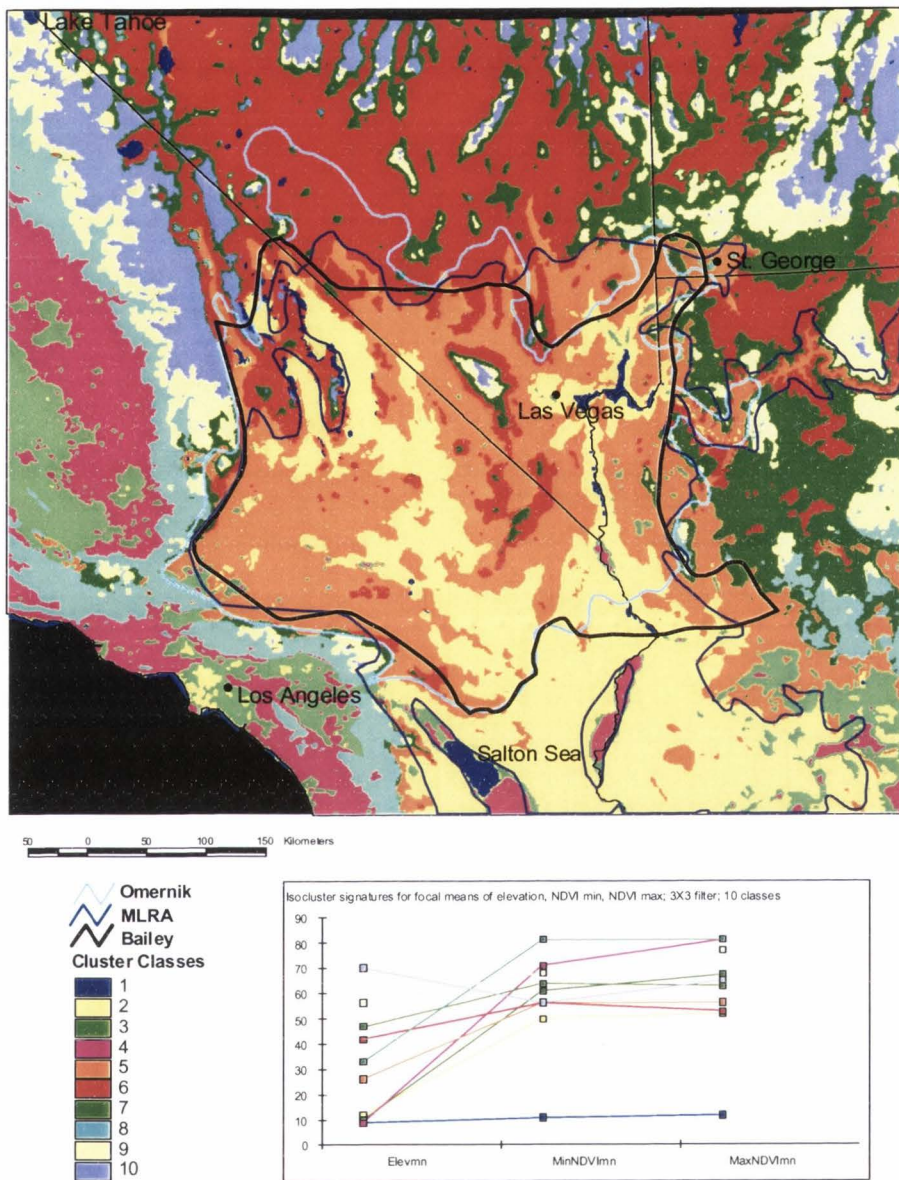 Lake Tahoe
St. George
Las Vegas
Los Angeles
Salton Sea
50 0 50 100 150 Kilometers
Omernik
MLRA
Bailey
Cluster Classes
1
2
3
4
5
6
7
8
9
10
Isocluster signatures for focal means of elevation, NDVI min, NDVI max; 3X3 filter; 10 classes
90
80
70
60
50
40
30
20
10
0
Elevmn
MinNDVImn
MaxNDVImn